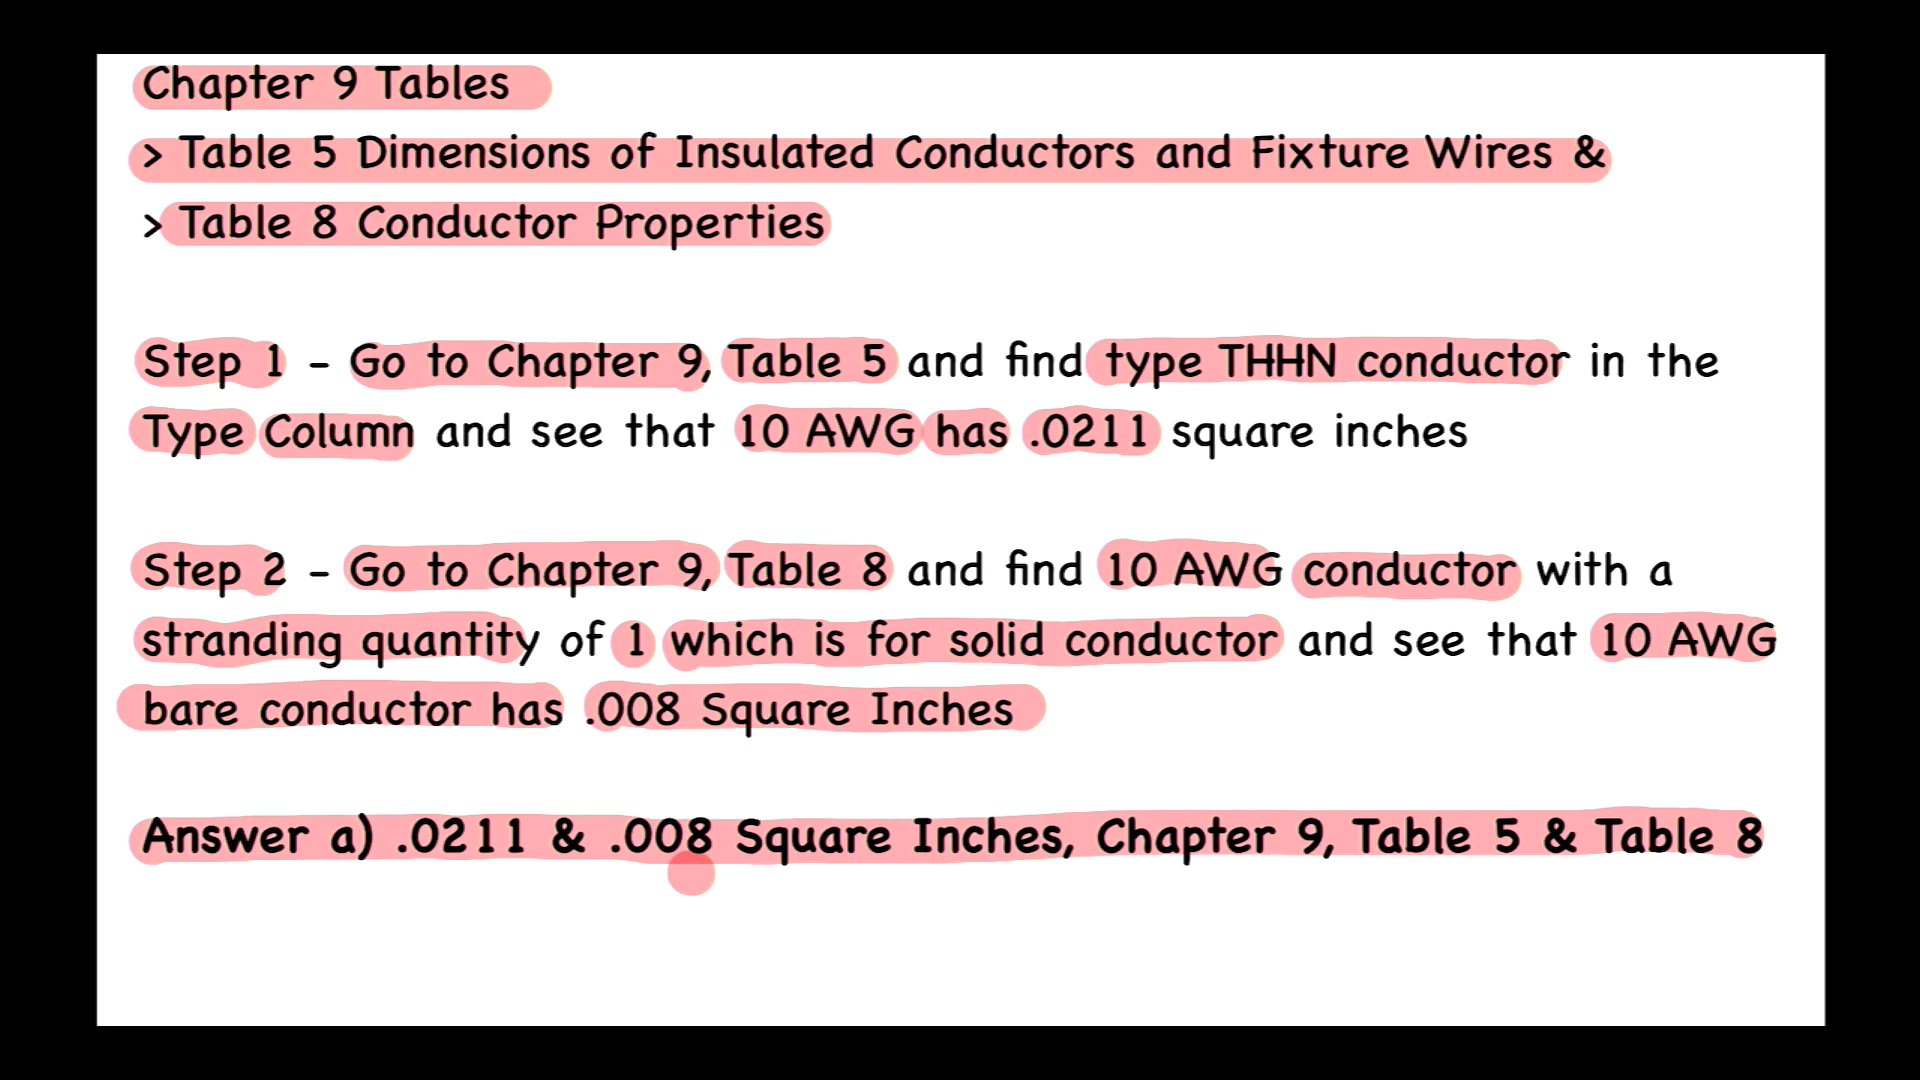 Chapter 9 Tables
> Table 5 Dimensions of Insulated Conductors and Fixture Wires &
> Table 8 Conductor Properties
Step 1 - Go to Chapter 9, Table 5 and find type THHN conductor in the
Type Column and see that 10 AWG has .0211 square inches
Step 2 - Go to Chapter 9, Table 8 and find 10 AWG conductor with a
stranding quantity of 1 which is for solid conductor and see that 10 AWG
bare conductor has .008 Square Inches
Answer a) .0211 & .008 Square Inches, Chapter 9, Table 5 & Table 8